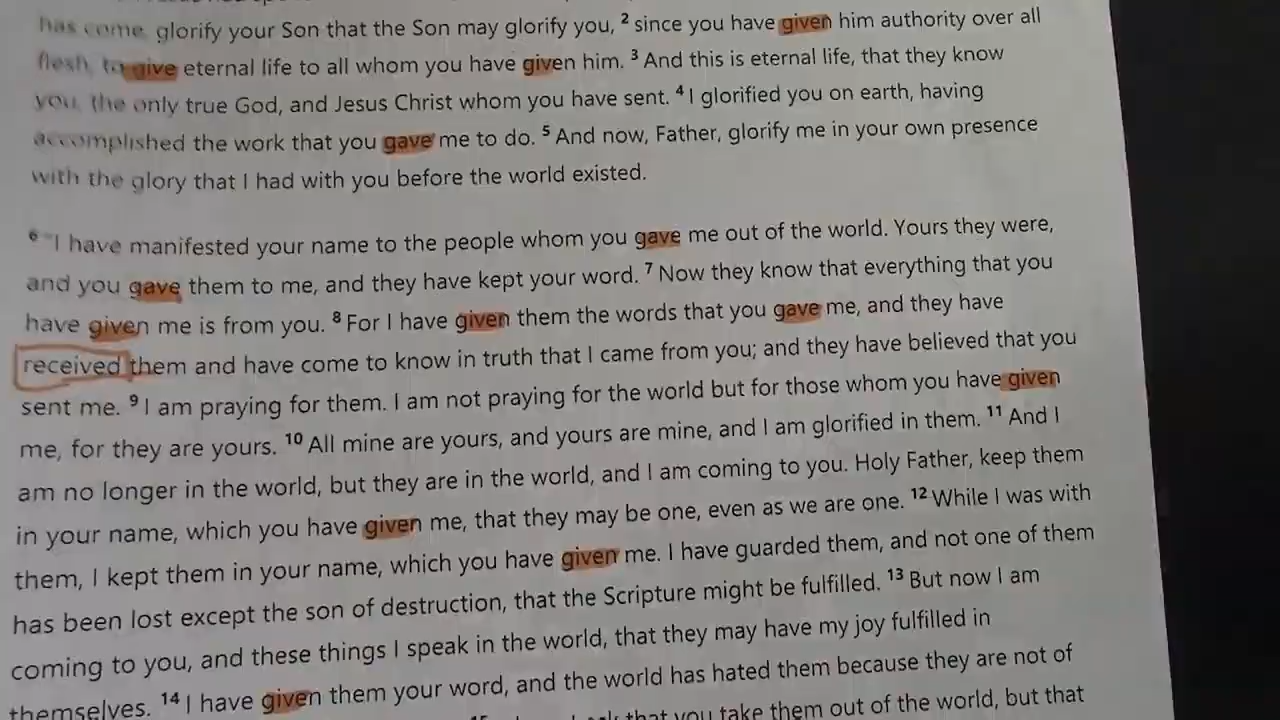 has come, glorify your Son that the Son may glorify you, 2 since you have given him authority over all
flesh, to give eternal life to all whom you have given him. 3 And this is eternal life, that they know
you, the only true God, and Jesus Christ whom you have sent. 4 I glorified you on earth, having
accomplished the work that you gave me to do. 5 And now, Father, glorify me in your own presence
with the glory that I had with you before the world existed.
6 "I have manifested your name to the people whom you gave me out of the world. Yours they were,
and you gave them to me, and they have kept your word. 7 Now they know that everything that you
have given me is from you. 8 For I have given them the words that you gave me, and they have
received them and have come to know in truth that I came from you; and they have believed that you
sent me. 9 I am praying for them. I am not praying for the world but for those whom you have given
me, for they are yours. 10 All mine are yours, and yours are mine, and I am glorified in them. 11 And I
am no longer in the world, but they are in the world, and I am coming to you. Holy Father, keep them
in your name, which you have given me, that they may be one, even as we are one. 12 While I was with
them, I kept them in your name, which you have given me. I have guarded them, and not one of them
has been lost except the son of destruction, that the Scripture might be fulfilled. 13 But now I am
coming to you, and these things I speak in the world, that they may have my joy fulfilled in
themselves. 14 I have given them your word, and the world has hated them because they are not of
that you take them out of the world, but that